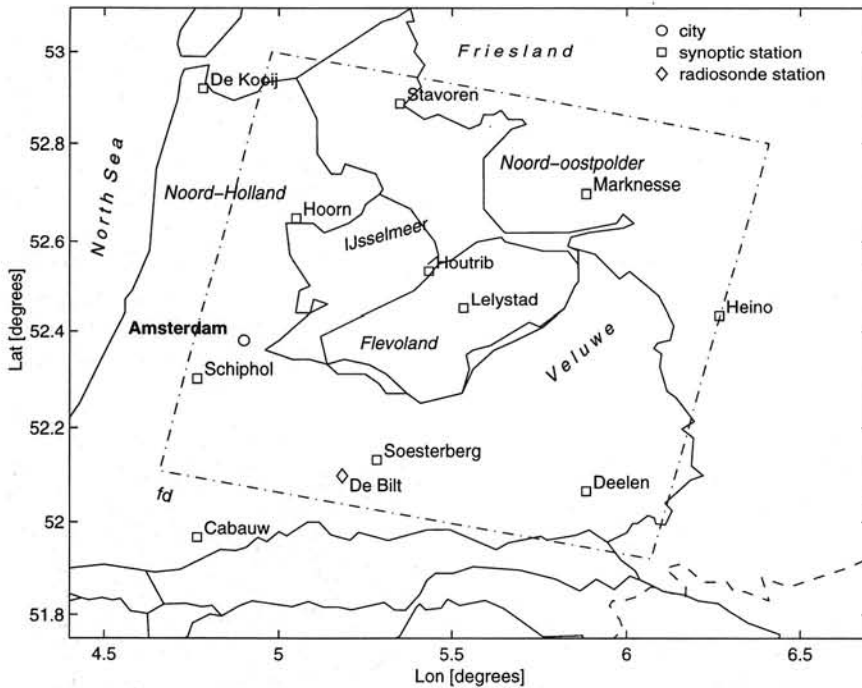 53
52.8
52.6
52.4
52.2
52
51.8
Lat [degrees]
4.5
5
5.5
6
6.5
Lon [degrees]
city
synoptic station
radiosonde station
Friesland
De Kooij
Stavoren
North Sea
Noord-oostpolder
Noord-Holland
Marknesse
Hoorn
IJsselmeer
Houtrib
Lelystad
Heino
Amsterdam
Flevoland
Veluwe
Schiphol
Soesterberg
De Bilt
Deelen
fd
Cabauw